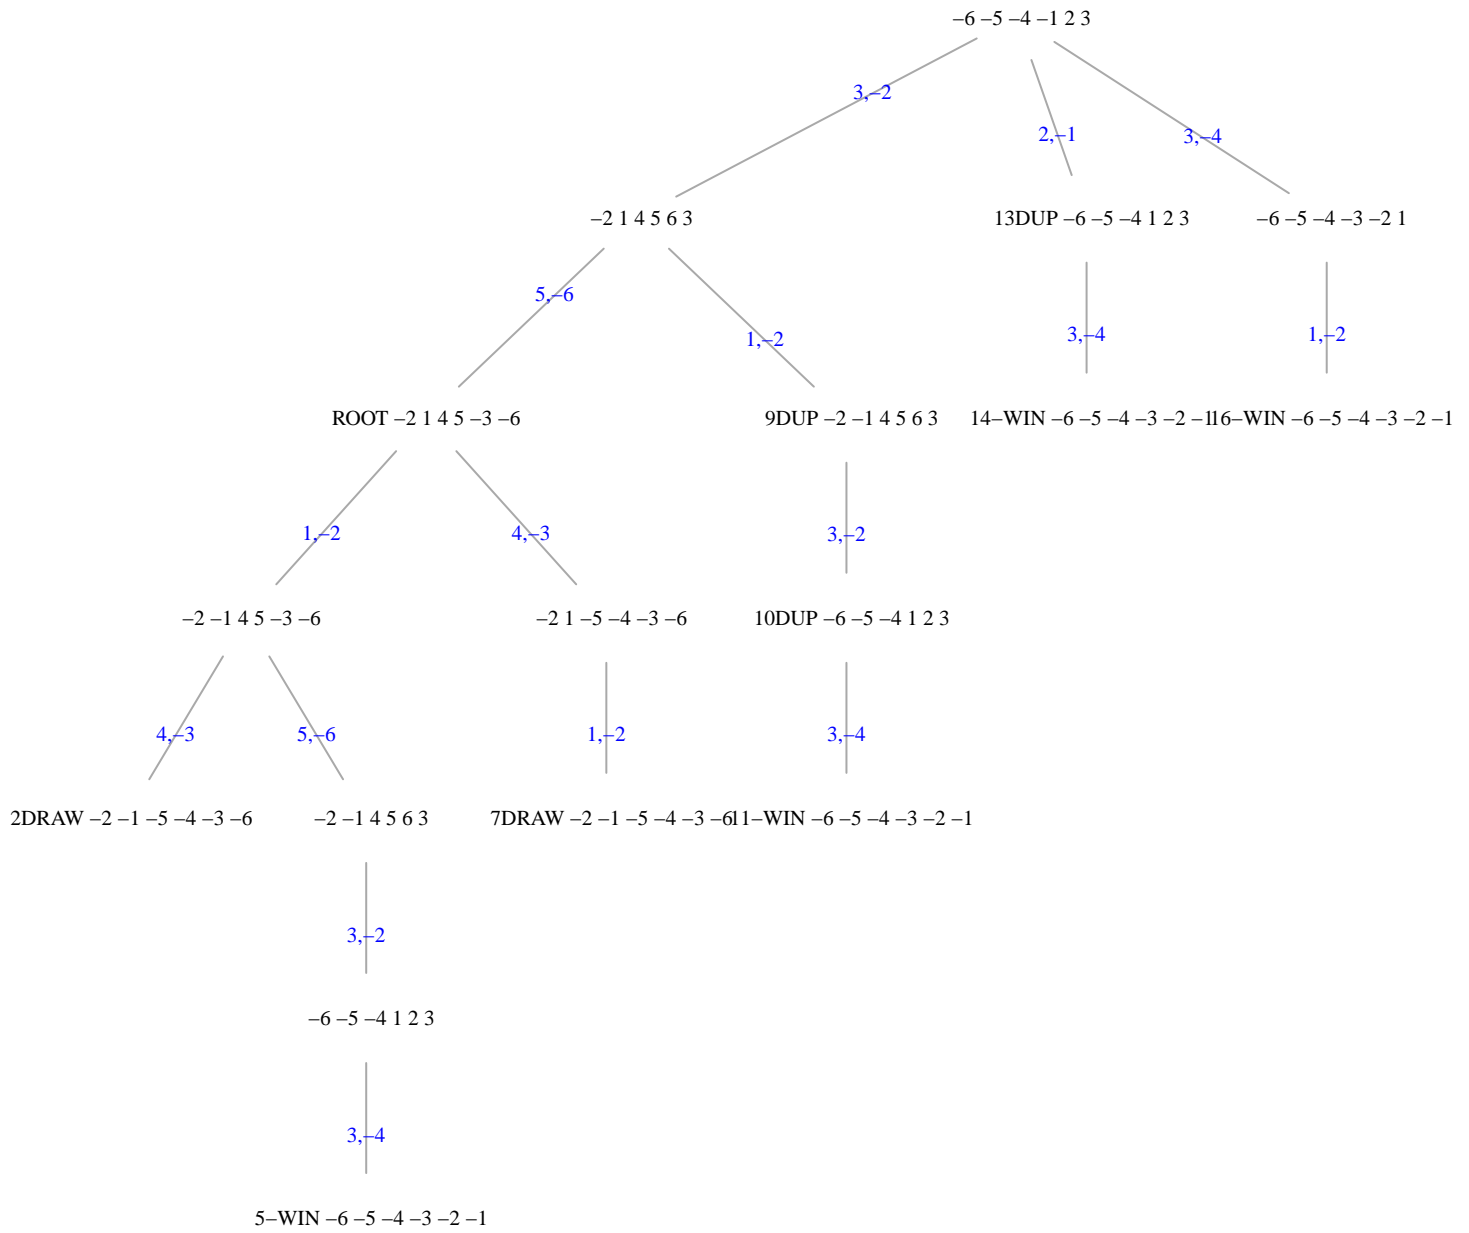 –6 –5 –4 –1 2 3
3,–2
2,–1
3,–4
–2 1 4 5 6 3
13DUP –6 –5 –4 1 2 3
–6 –5 –4 –3 –2 1
5,–6
1,–2
3,–4
1,–2
ROOT –2 1 4 5 –3 –6
9DUP –2 –1 4 5 6 3
14–WIN –6 –5 –4 –3 –2 –1
16–WIN –6 –5 –4 –3 –2 –1
1,–2
4,–3
3,–2
–2 –1 4 5 –3 –6
–2 1 –5 –4 –3 –6
10DUP –6 –5 –4 1 2 3
4,–3
5,–6
1,–2
3,–4
2DRAW –2 –1 –5 –4 –3 –6
–2 –1 4 5 6 3
7DRAW –2 –1 –5 –4 –3 –6
11–WIN –6 –5 –4 –3 –2 –1
3,–2
–6 –5 –4 1 2 3
3,–4
5–WIN –6 –5 –4 –3 –2 –1